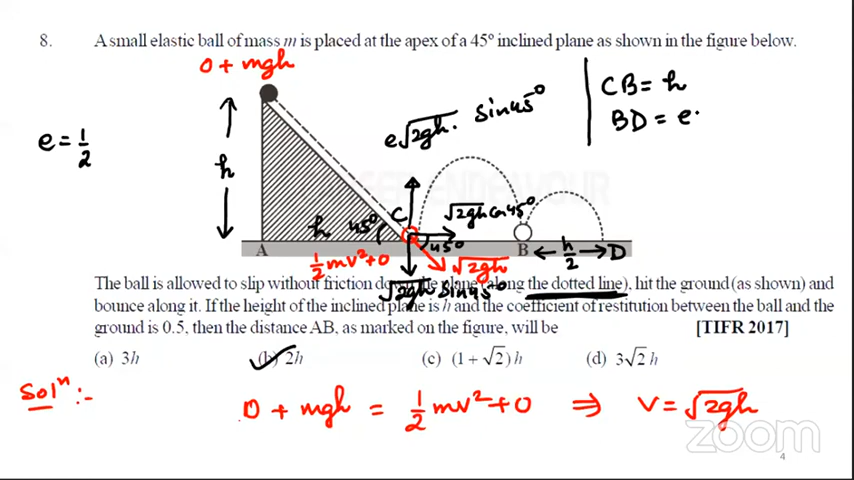 8. A small elastic ball of mass m is placed at the apex of a 45° inclined plane as shown in the figure below.
0 + mgh
CB = h
BD = e·
e√2gh· sin45°
e = 1/2
h
√2gh cos45°
C
h 45°
45°
A
B
h/2
D
1/2 mv² + 0
√2gh
√2gh sin45°
The ball is allowed to slip without friction down the plane (along the dotted line), hit the ground (as shown) and
bounce along it. If the height of the inclined plane is h and the coefficient of restitution between the ball and the
ground is 0.5, then the distance AB, as marked on the figure, will be [TIFR 2017]
(a) 3h (b) 2h (c) (1 + √2) h (d) 3√2 h
Solⁿ :-
0 + mgh = 1/2 mv² + 0 ⇒ v = √2gh
zoom
4